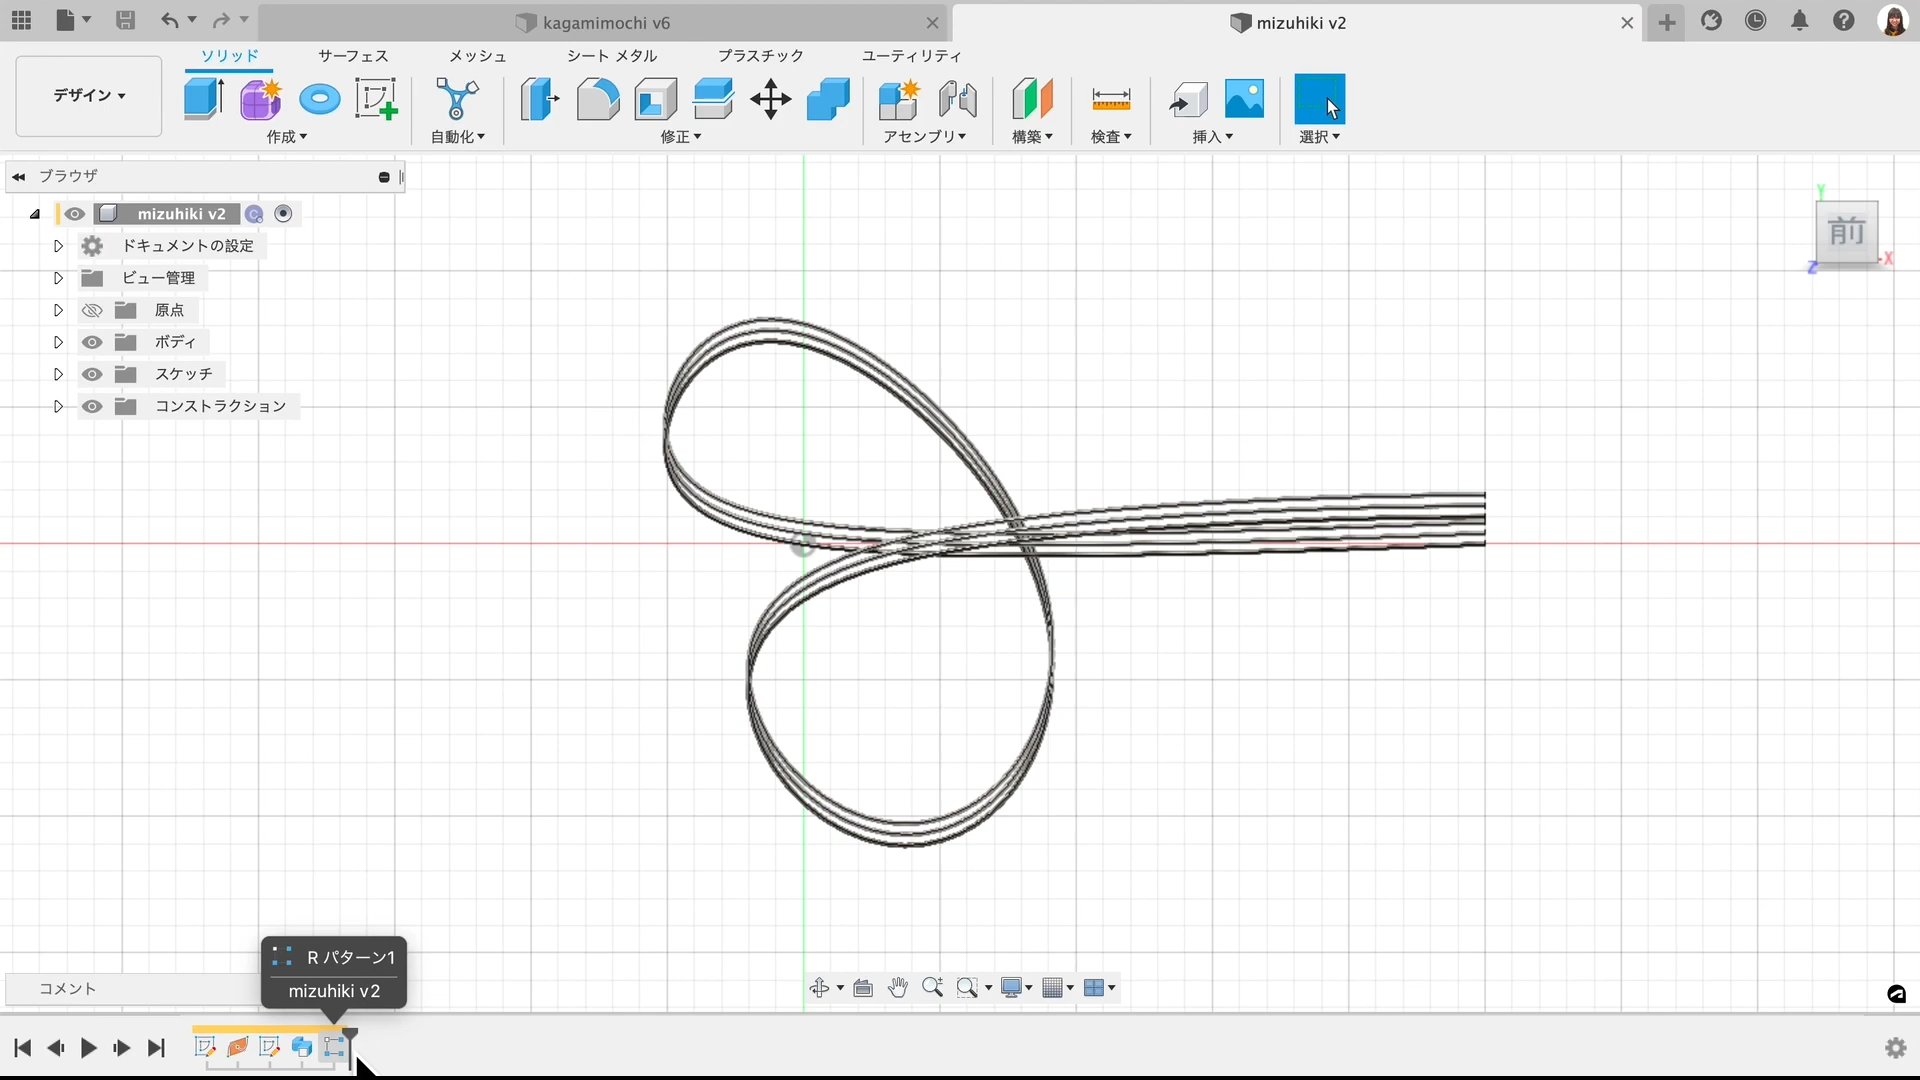 kagamimochi v6
mizuhiki v2
デザイン
ソリッド
サーフェス
メッシュ
シート メタル
プラスチック
ユーティリティ
作成
自動化
修正
アセンブリ
構築
検査
挿入
選択
ブラウザ
mizuhiki v2
ドキュメントの設定
ビュー管理
原点
ボディ
スケッチ
コンストラクション
Y
前
X
Z
R パターン1
mizuhiki v2
コメント